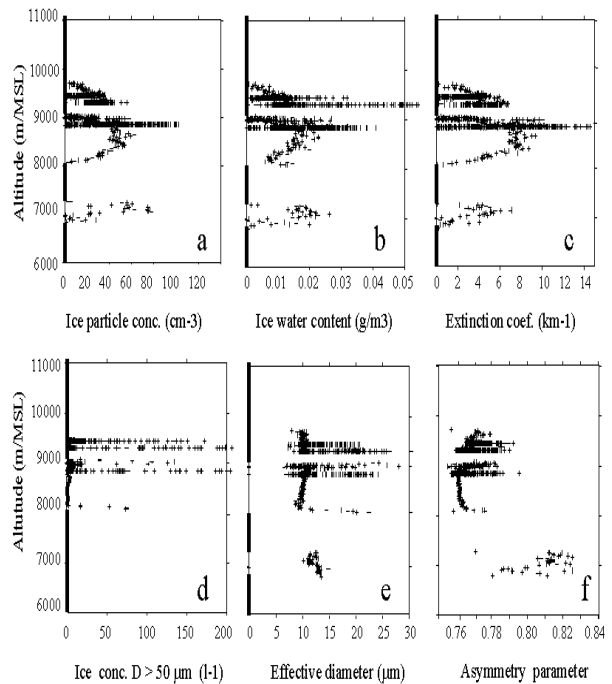 11000
10000
9000
8000
7000
6000
Altitude (m/MSL)
a
b
c
0 20 40 60 80 100 120
0 0.01 0.02 0.03 0.04 0.05
0 2 4 6 8 10 12 14
Ice particle conc. (cm-3)
Ice water content (g/m3)
Extinction coef. (km-1)
11000
10000
9000
8000
7000
6000
Altutude (m/MSL)
d
e
f
0 50 100 150 200
0 5 10 15 20 25 30
0.76 0.78 0.80 0.82 0.84
Ice conc. D > 50 µm (l-1)
Effective diameter (µm)
Asymmetry parameter